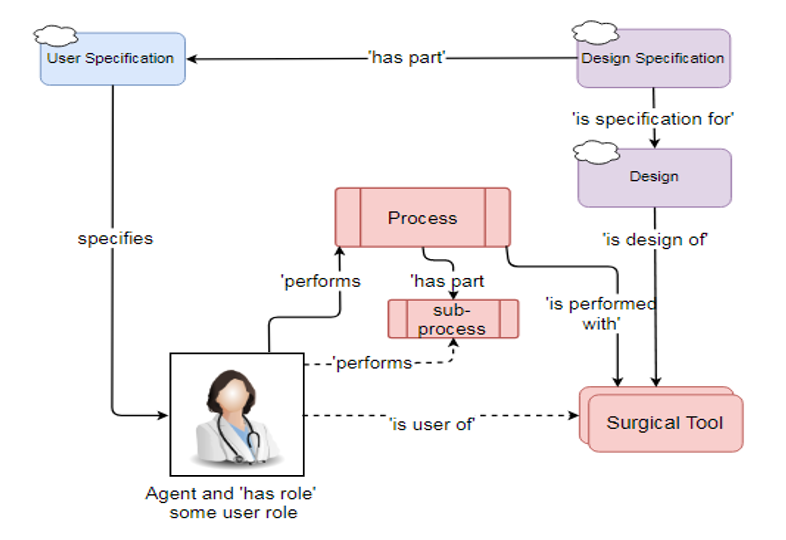 User Specification
'has part'
Design Specification
'is specification for'
Design
specifies
Process
'is design of'
'performs
'has part
'is performed
with'
sub-
process
'performs
'is user of'
Surgical Tool
Agent and 'has role'
some user role